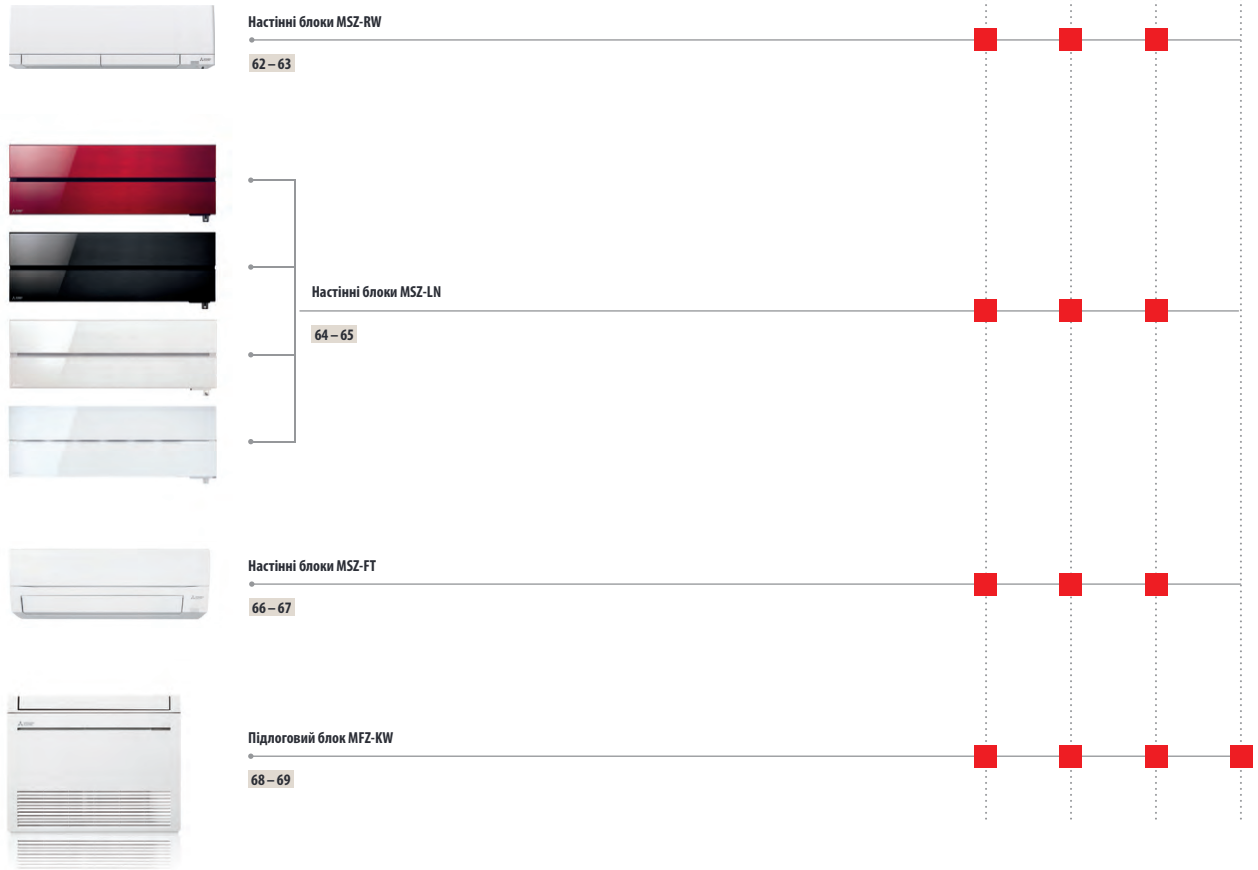 Настінні блоки MSZ-RW
62 – 63
Настінні блоки MSZ-LN
64 – 65
Настінні блоки MSZ-FT
66 – 67
Підлоговий блок MFZ-KW
68 – 69